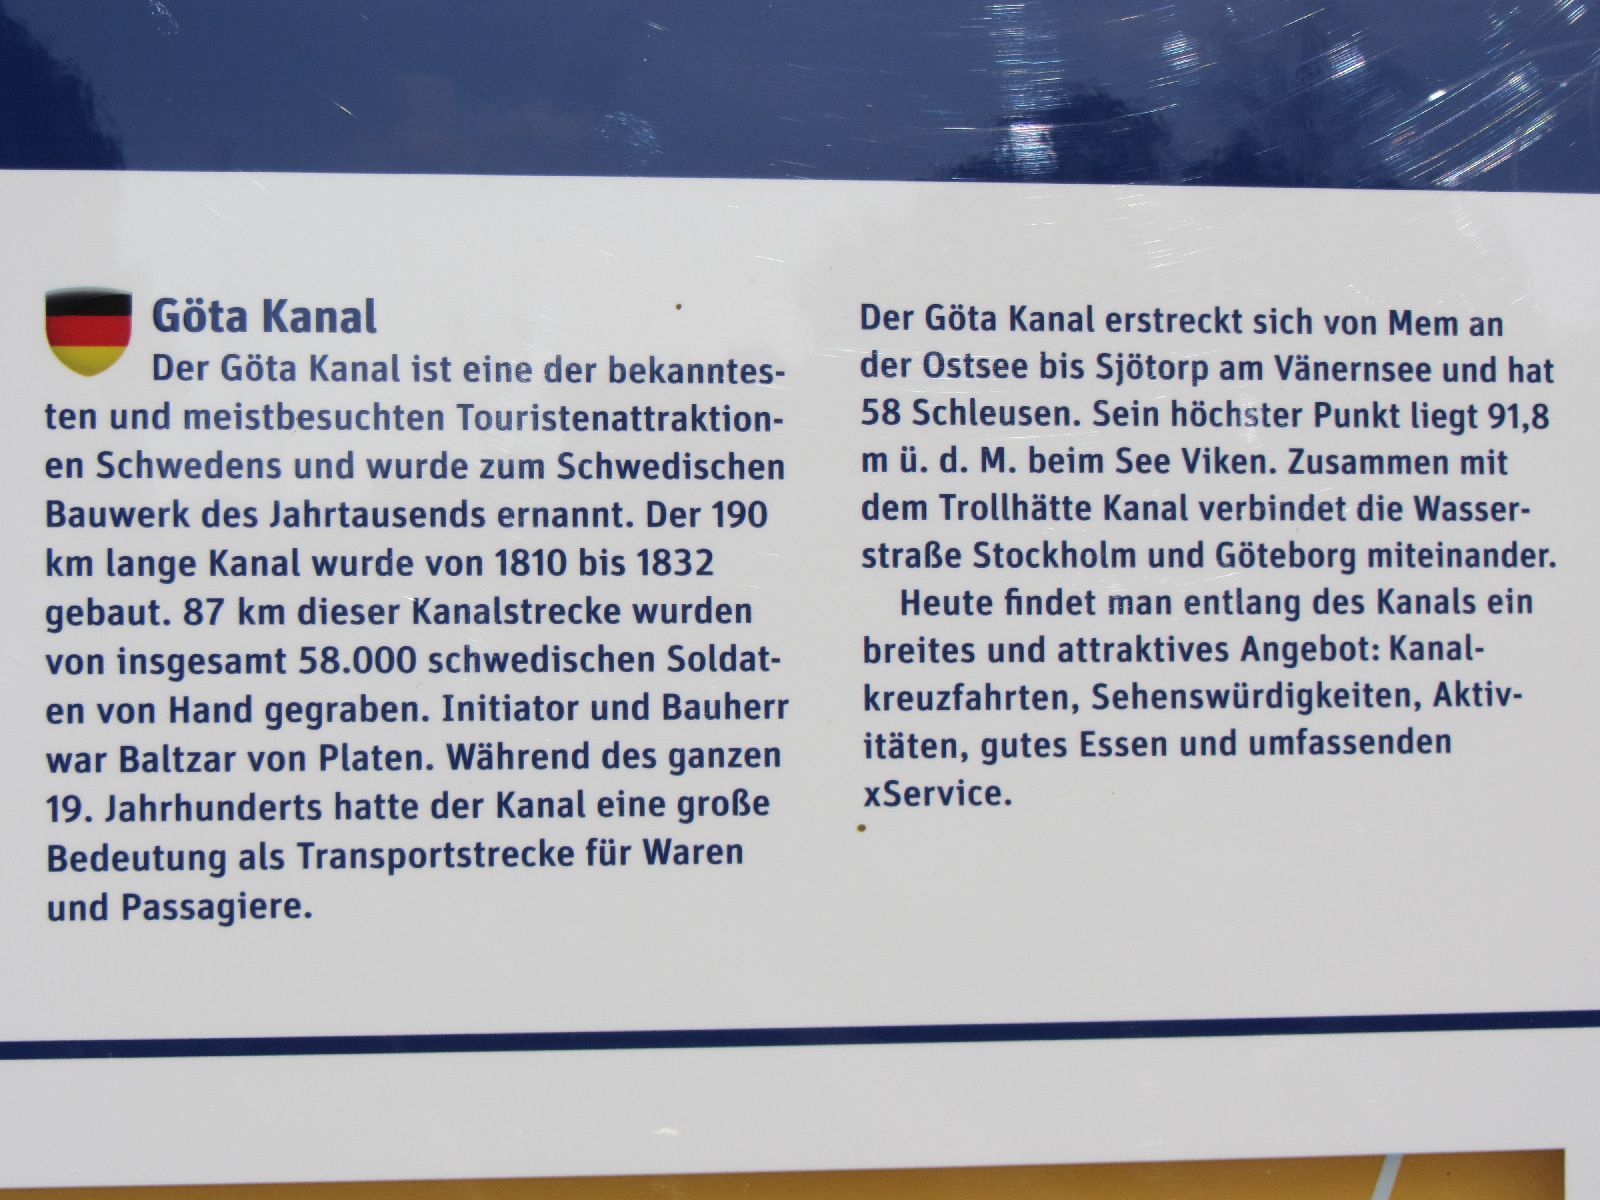 Göta Kanal
Der Göta Kanal ist eine der bekanntes-
ten und meistbesuchten Touristenattraktion-
en Schwedens und wurde zum Schwedischen
Bauwerk des Jahrtausends ernannt. Der 190
km lange Kanal wurde von 1810 bis 1832
gebaut. 87 km dieser Kanalstrecke wurden
von insgesamt 58.000 schwedischen Soldat-
en von Hand gegraben. Initiator und Bauherr
war Baltzar von Platen. Während des ganzen
19. Jahrhunderts hatte der Kanal eine große
Bedeutung als Transportstrecke für Waren
und Passagiere.
Der Göta Kanal erstreckt sich von Mem an
der Ostsee bis Sjötorp am Vänernsee und hat
58 Schleusen. Sein höchster Punkt liegt 91,8
m ü. d. M. beim See Viken. Zusammen mit
dem Trollhätte Kanal verbindet die Wasser-
straße Stockholm und Göteborg miteinander.
Heute findet man entlang des Kanals ein
breites und attraktives Angebot: Kanal-
kreuzfahrten, Sehenswürdigkeiten, Aktiv-
itäten, gutes Essen und umfassenden
xService.